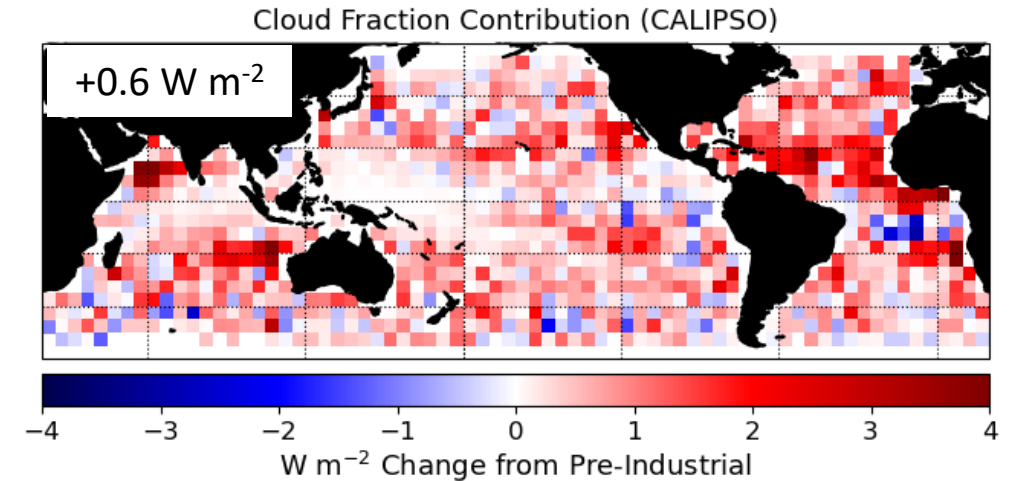 Cloud Fraction Contribution (CALIPSO)
+0.6 W m⁻²
−4 −3 −2 −1 0 1 2 3 4
W m⁻² Change from Pre-Industrial